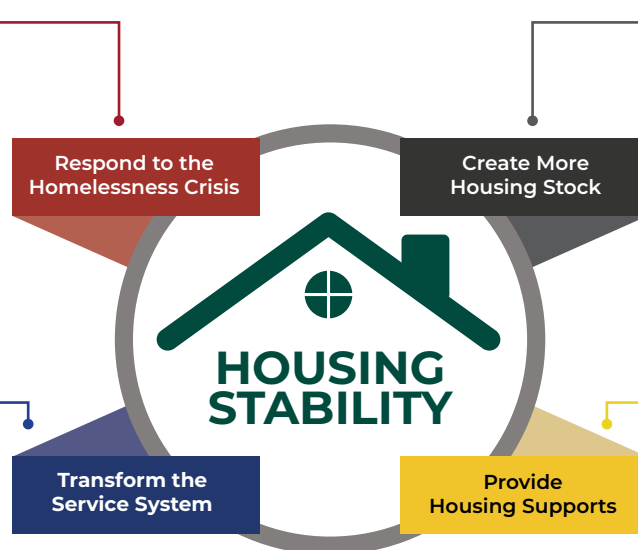 Respond to the
Homelessness Crisis
Create More
Housing Stock
HOUSING
STABILITY
Transform the
Service System
Provide
Housing Supports